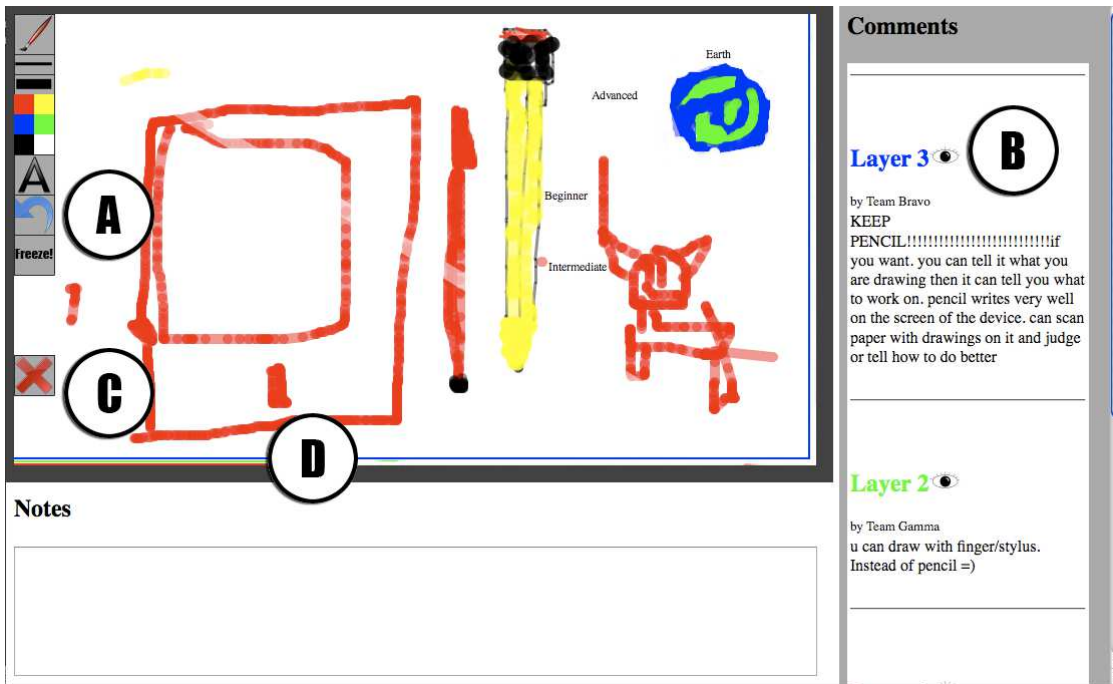 A
Freeze!
A
C
D
Earth
Advanced
Beginner
Intermediate
Notes
Comments
B
Layer 3
by Team Bravo
KEEP
PENCIL!!!!!!!!!!!!!!!!!!!!!!!!!!!if
you want. you can tell it what you
are drawing then it can tell you what
to work on. pencil writes very well
on the screen of the device. can scan
paper with drawings on it and judge
or tell how to do better
Layer 2
by Team Gamma
u can draw with finger/stylus.
Instead of pencil =)